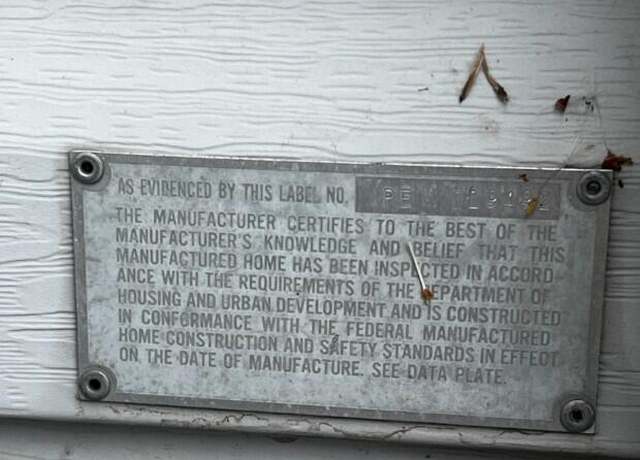 AS EVIDENCED BY THIS LABEL NO.
THE MANUFACTURER CERTIFIES TO THE BEST OF THE
MANUFACTURER'S KNOWLEDGE AND BELIEF THAT THIS
MANUFACTURED HOME HAS BEEN INSPECTED IN ACCORD
ANCE WITH THE REQUIREMENTS OF THE DEPARTMENT OF
HOUSING AND URBAN DEVELOPMENT AND IS CONSTRUCTED
IN CONFORMANCE WITH THE FEDERAL MANUFACTURED
HOME CONSTRUCTION AND SAFETY STANDARDS IN EFFECT
ON THE DATE OF MANUFACTURE. SEE DATA PLATE.